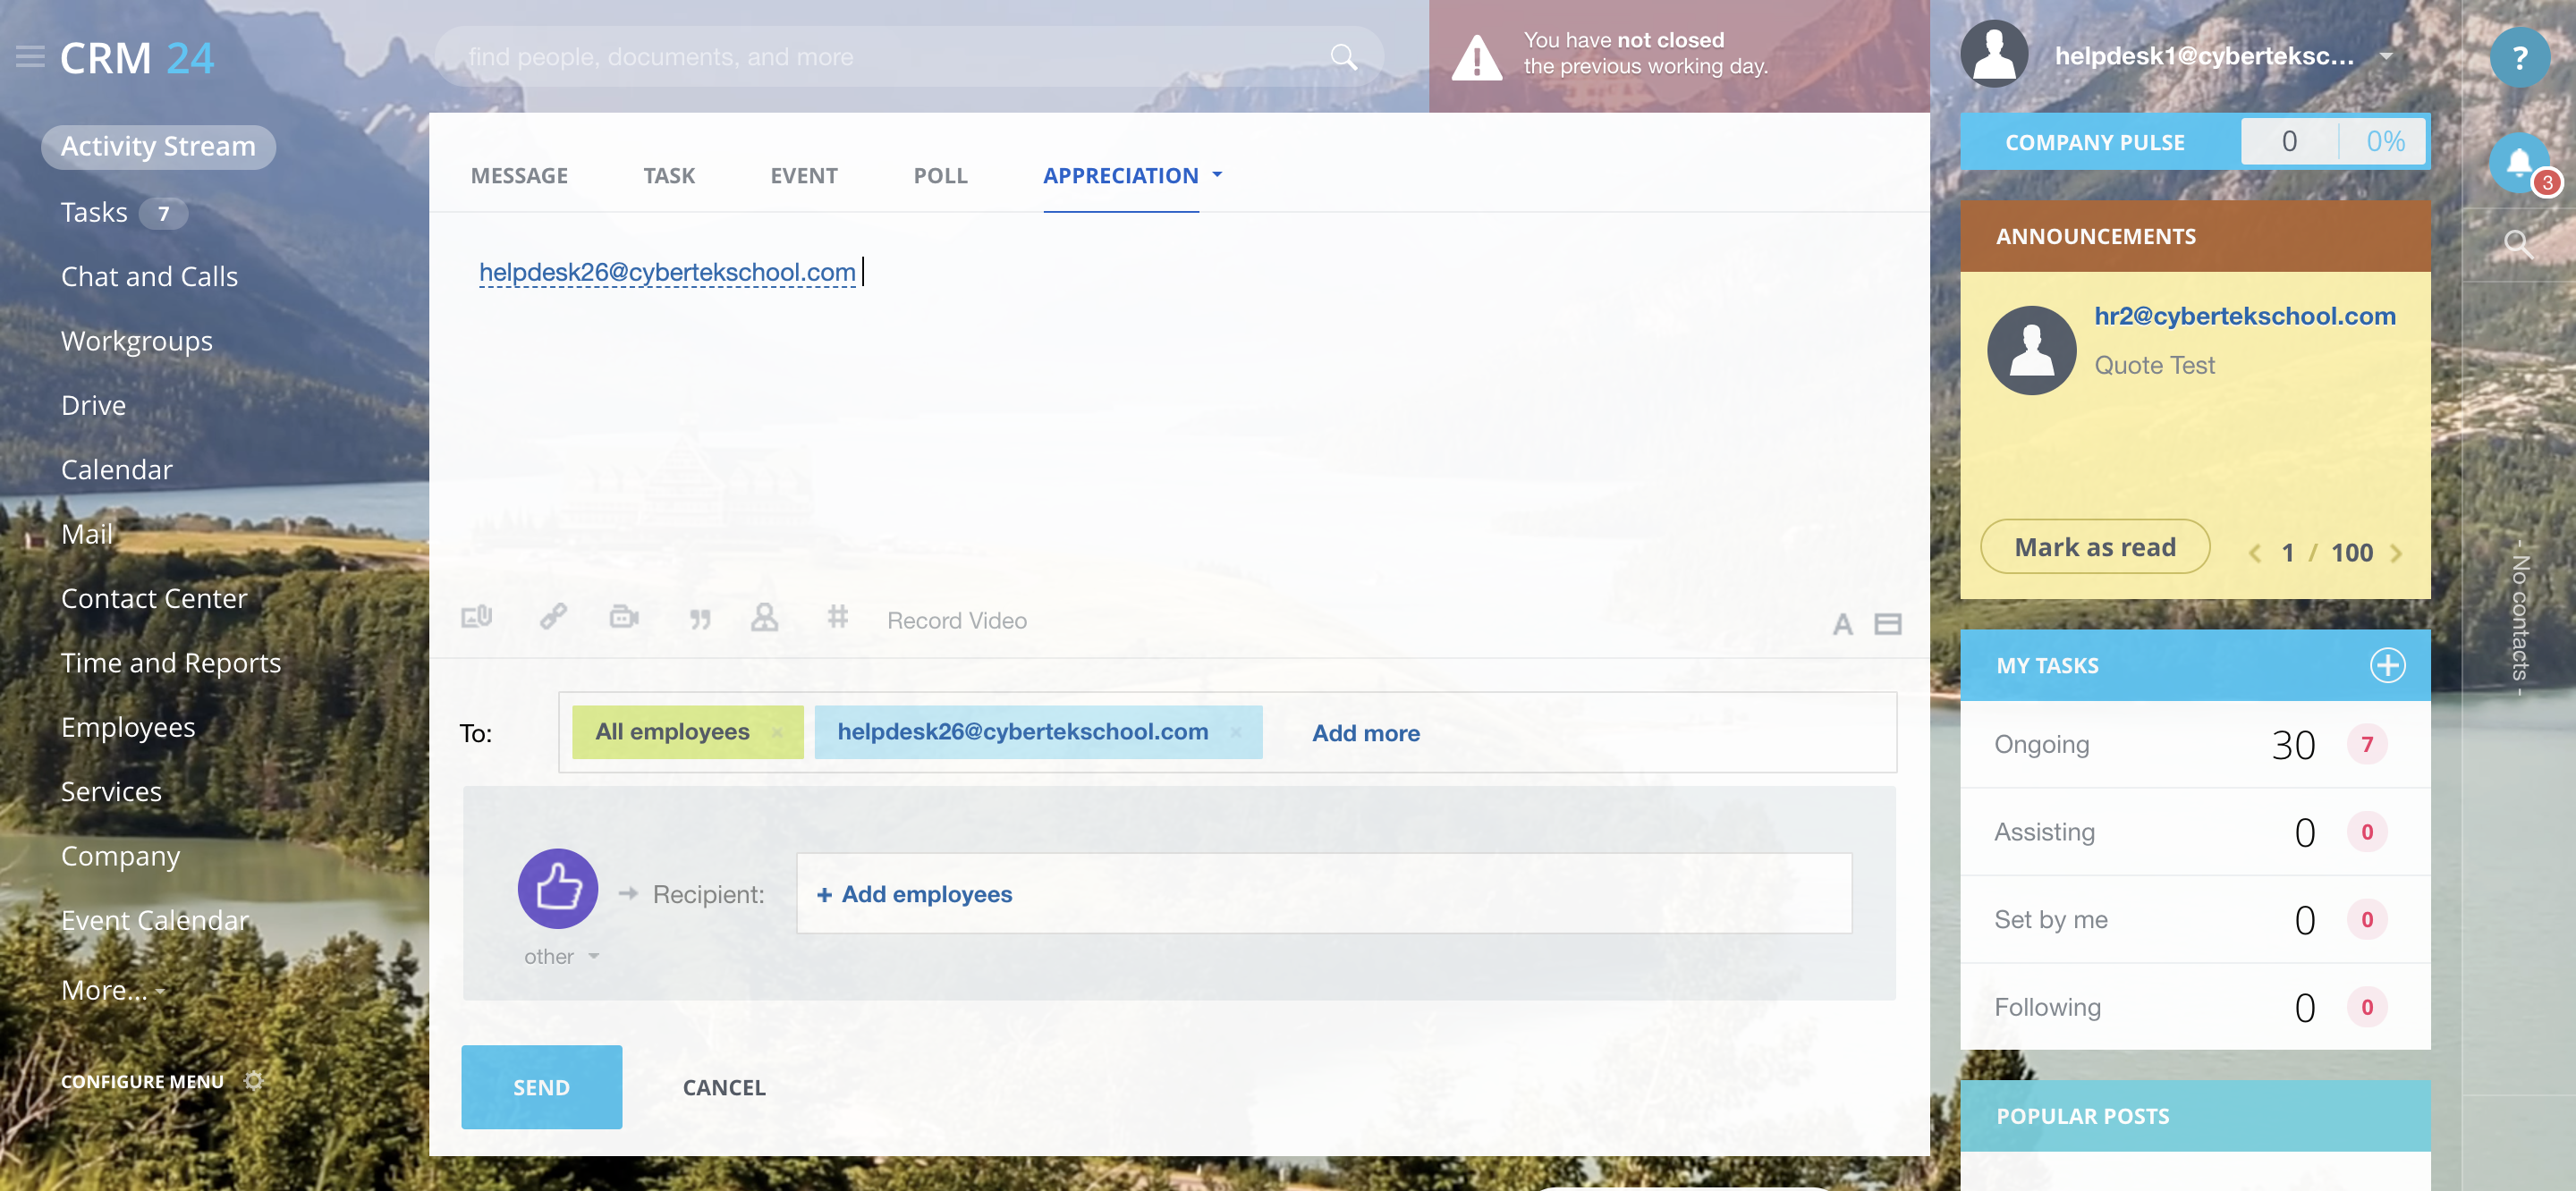 CRM 24
find people, documents, and more
You have not closed
the previous working day.
helpdesk1@cyberteksc...
?
Activity Stream
Tasks 7
Chat and Calls
Workgroups
Drive
Calendar
Mail
Contact Center
Time and Reports
Employees
Services
Company
Event Calendar
More...
CONFIGURE MENU
MESSAGE TASK EVENT POLL APPRECIATION
helpdesk26@cybertekschool.com
Record Video
A
To: All employees × helpdesk26@cybertekschool.com × Add more
Recipient: + Add employees
other
SEND CANCEL
COMPANY PULSE 0 0%
3
ANNOUNCEMENTS
hr2@cybertekschool.com
Quote Test
Mark as read 1 / 100
MY TASKS
Ongoing 30 7
Assisting 0 0
Set by me 0 0
Following 0 0
POPULAR POSTS
- No contacts -